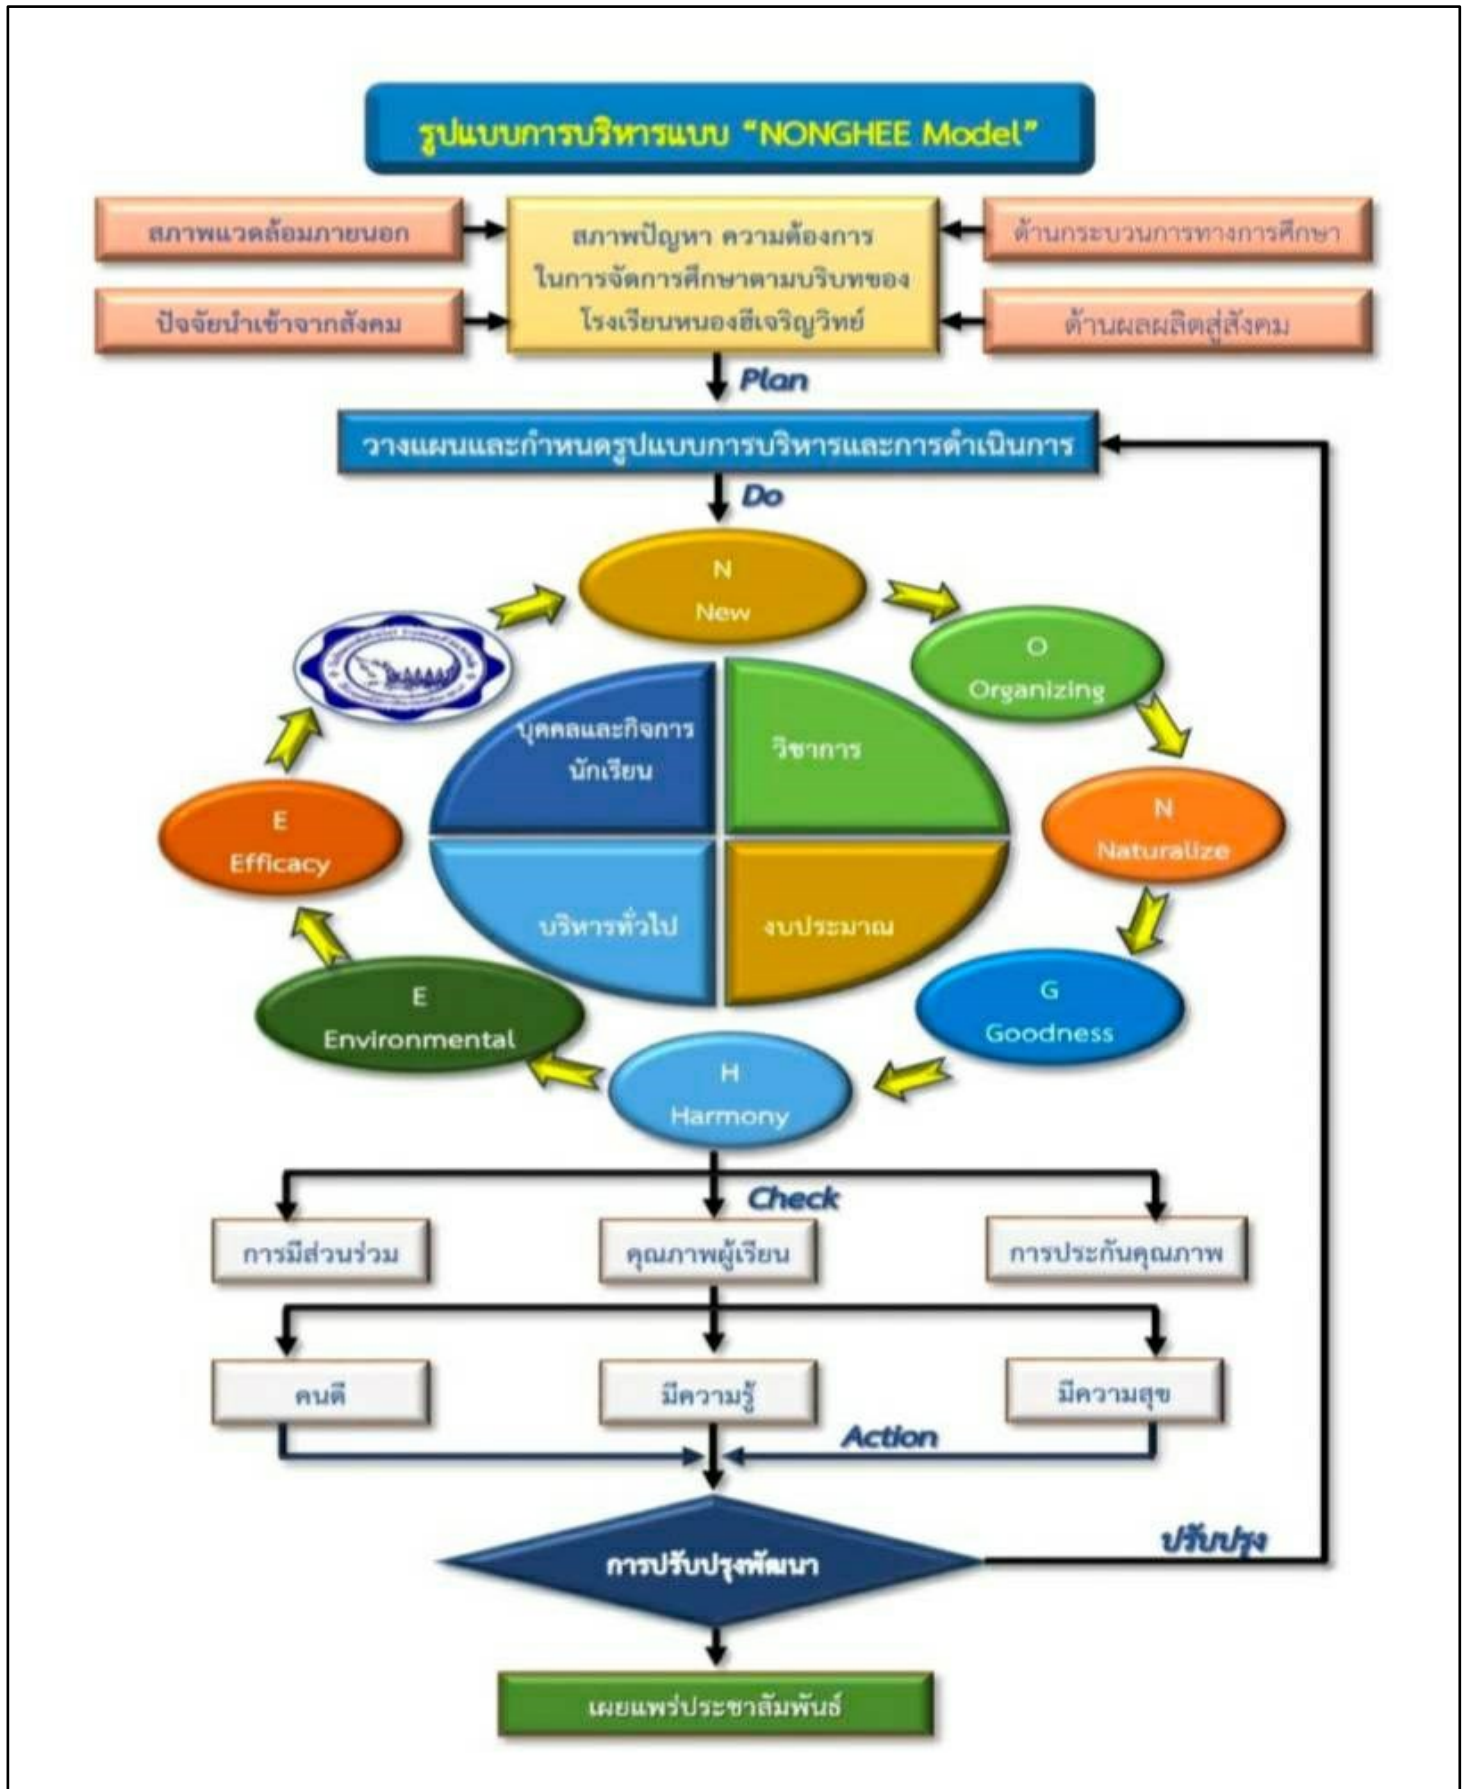 รูปแบบการบริหารแบบ “NONGHEE Model”
สภาพแวดล้อมภายนอก
ปัจจัยนำเข้าจากสังคม
สภาพปัญหา ความต้องการ
ในการจัดการศึกษาตามบริบทของ
โรงเรียนหนองฮีเจริญวิทย์
ด้านกระบวนการทางการศึกษา
ด้านผลผลิตสู่สังคม
Plan
วางแผนและกำหนดรูปแบบการบริหารและการดำเนินการ
Do
N
New
O
Organizing
N
Naturalize
G
Goodness
H
Harmony
E
Environmental
E
Efficacy
บุคคลและกิจการ
นักเรียน
วิชาการ
บริหารทั่วไป
งบประมาณ
Check
การมีส่วนร่วม
คุณภาพผู้เรียน
การประกันคุณภาพ
คนดี
มีความรู้
มีความสุข
Action
การปรับปรุงพัฒนา
ปรับปรุง
เผยแพร่ประชาสัมพันธ์